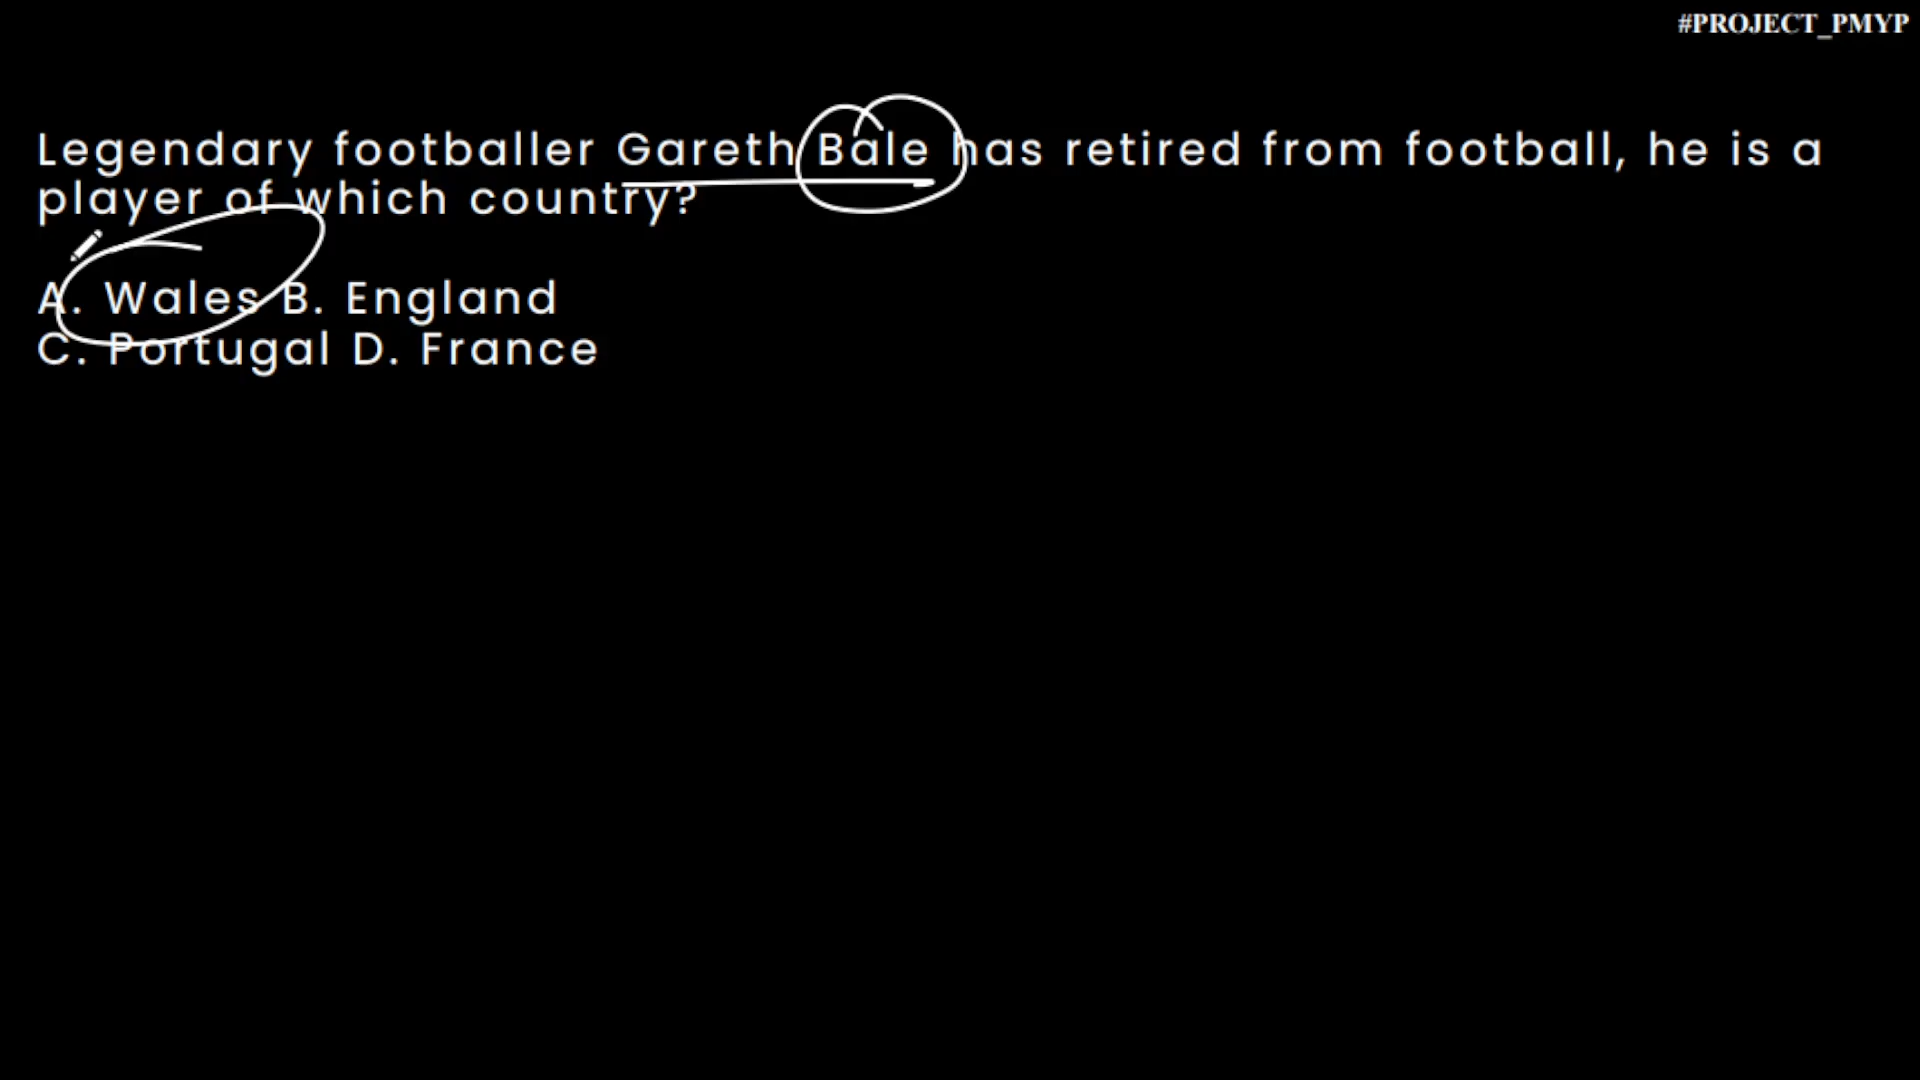 #PROJECT_PMYP
Legendary footballer Gareth Bale has retired from football, he is a
player of which country?
A. Wales B. England
C. Portugal D. France